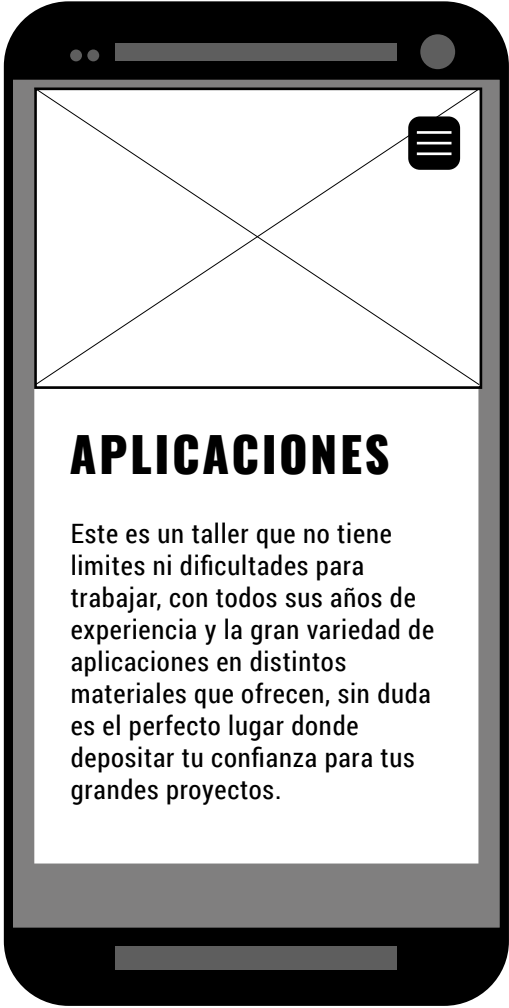 APLICACIONES
Este es un taller que no tiene
limites ni dificultades para
trabajar, con todos sus años de
experiencia y la gran variedad de
aplicaciones en distintos
materiales que ofrecen, sin duda
es el perfecto lugar donde
depositar tu confianza para tus
grandes proyectos.